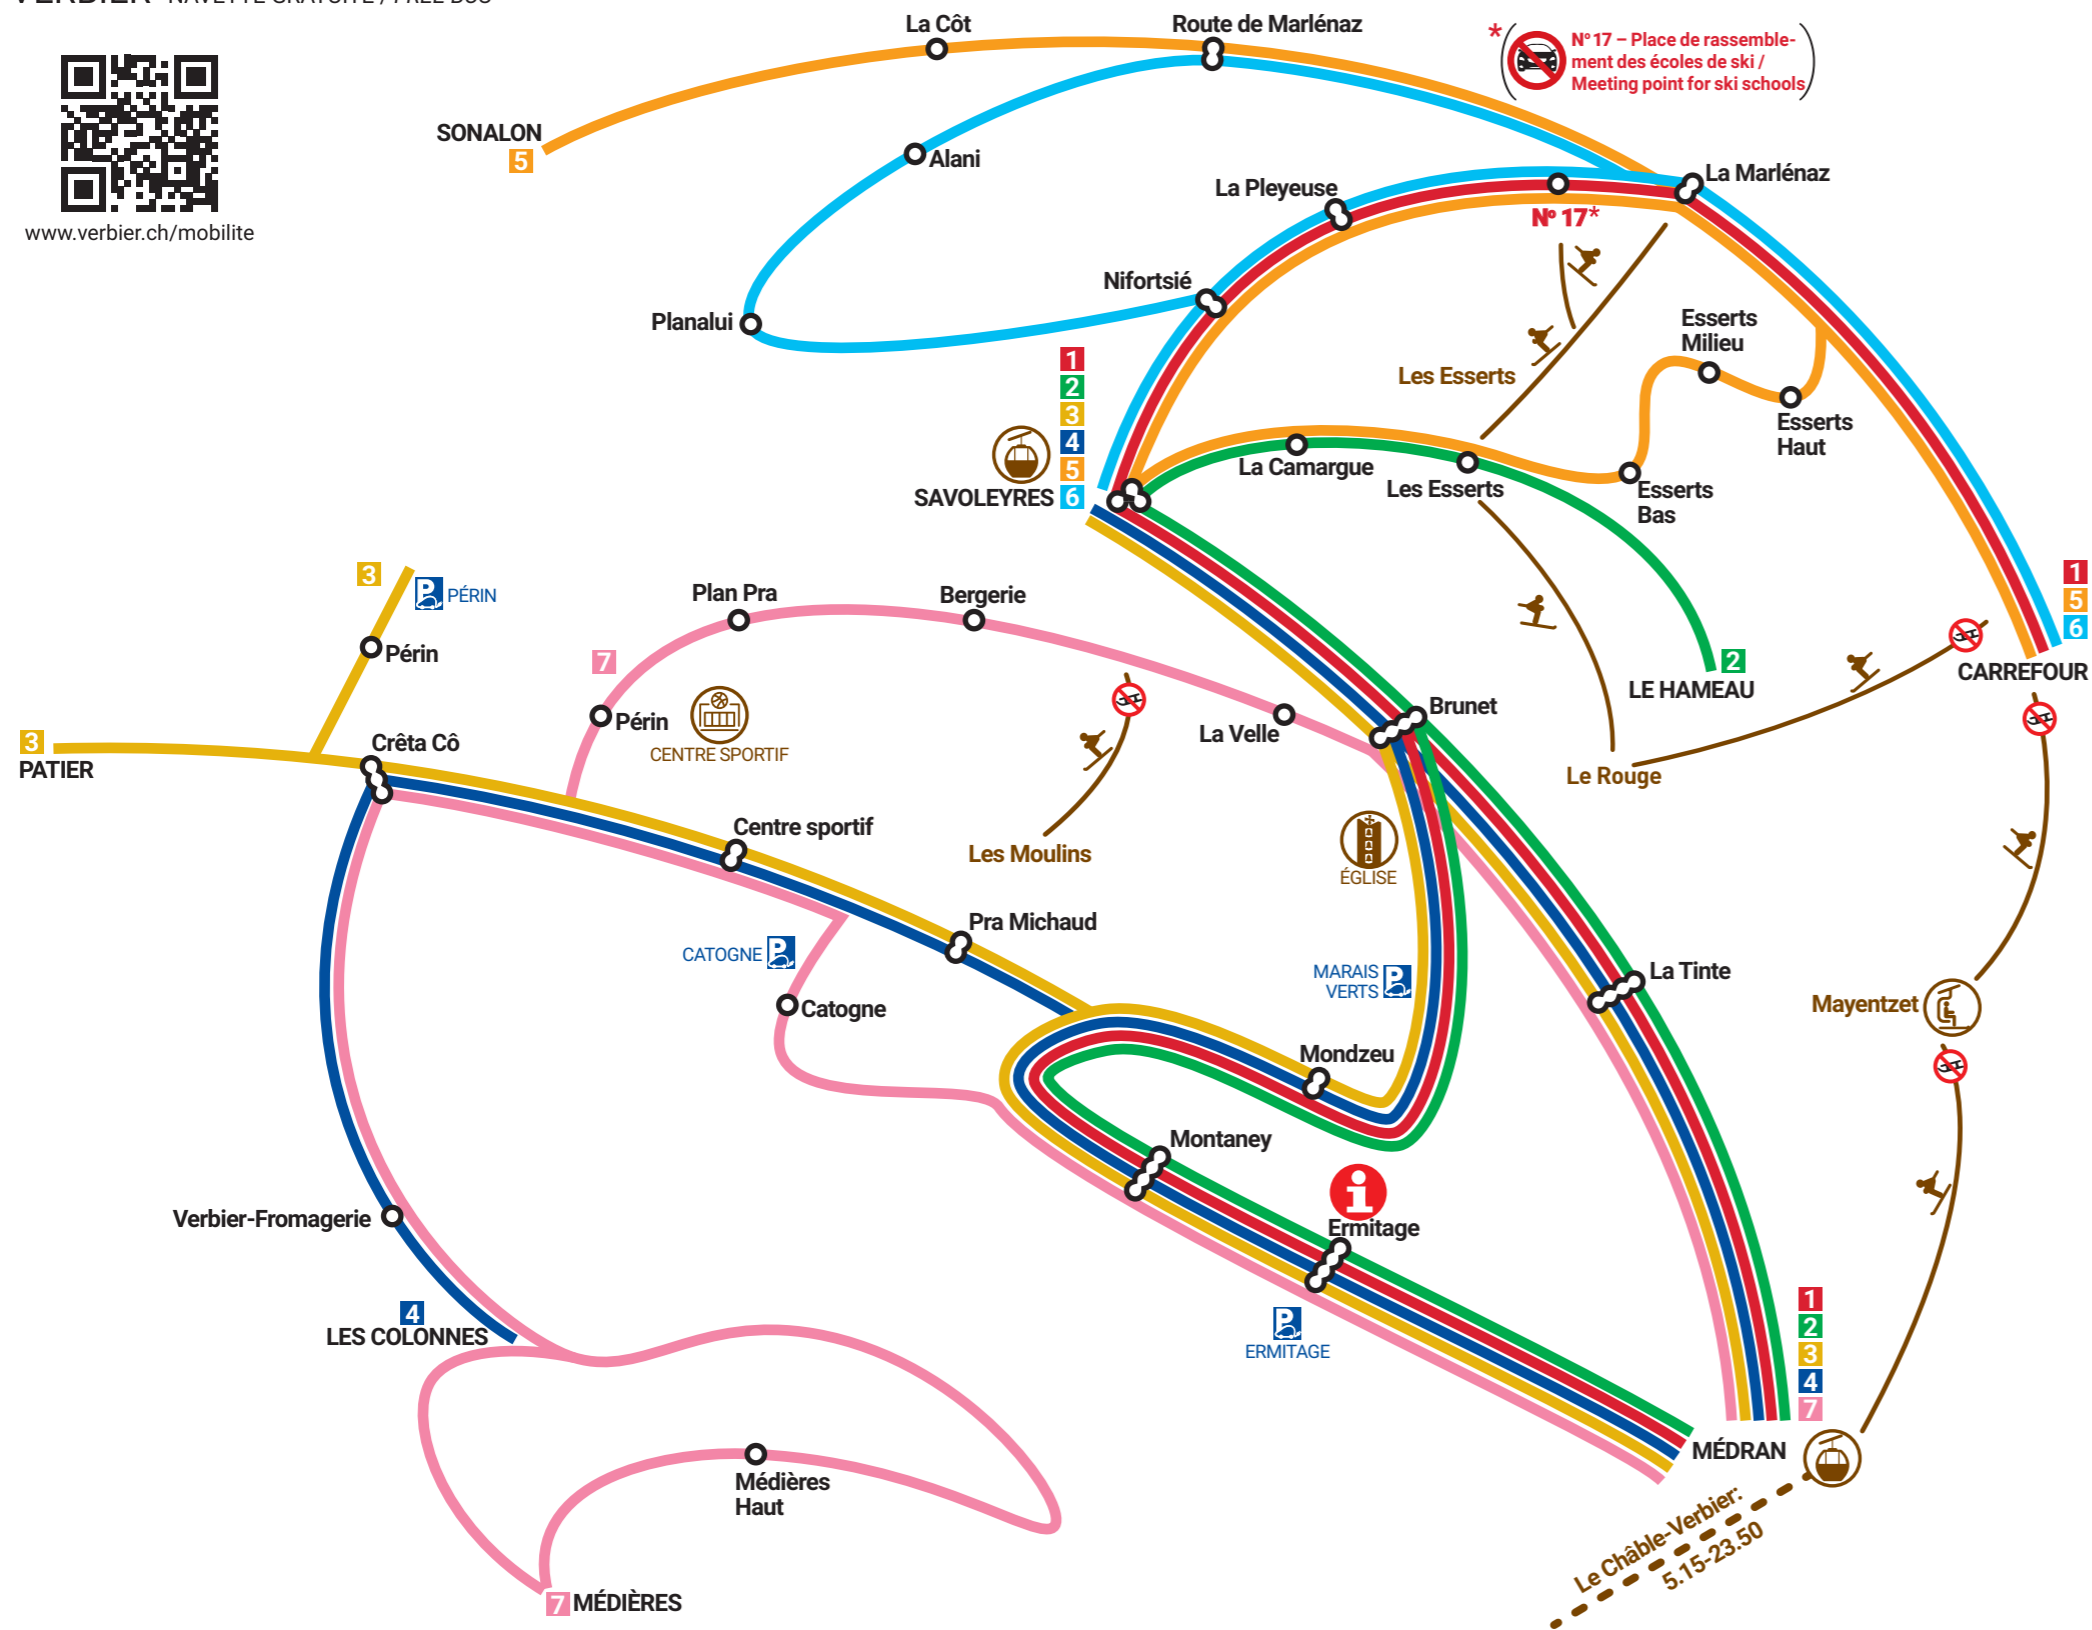 La Côt
Route de Marlénaz
*
N° 17 – Place de rassemble-
ment des écoles de ski /
Meeting point for ski schools
SONALON
5
Alani
La Marlénaz
La Pleyeuse
N° 17*
www.verbier.ch/mobilite
Nifortsié
Planalui
Esserts
Milieu
1
2
3
4
5
6
SAVOLEYRES
Les Esserts
Esserts
Haut
La Camargue
Les Esserts
Esserts
Bas
3
P
PÉRIN
Périn
Plan Pra
Bergerie
7
Périn
CENTRE SPORTIF
La Velle
Brunet
2
LE HAMEAU
1
5
6
CARREFOUR
3
PATIER
Crêta Cô
Le Rouge
Centre sportif
Les Moulins
ÉGLISE
Pra Michaud
CATOGNE P
Catogne
MARAIS
VERTS
P
La Tinte
Mayentzet
Mondzeu
Montaney
i
Ermitage
Verbier-Fromagerie
P
ERMITAGE
4
LES COLONNES
1
2
3
4
7
MÉDRAN
Médières
Haut
Le Châble-Verbier:
5.15-23.50
7 MÉDIÈRES